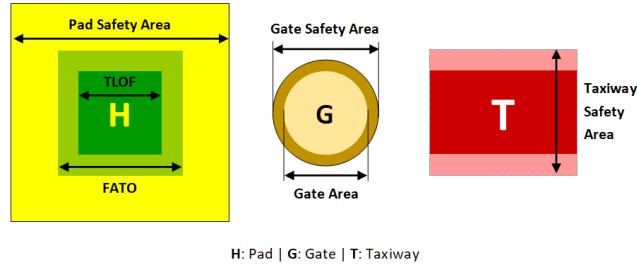 Pad Safety Area
TLOF
H
FATO
Gate Safety Area
G
Gate Area
T
Taxiway
Safety
Area
H: Pad | G: Gate | T: Taxiway